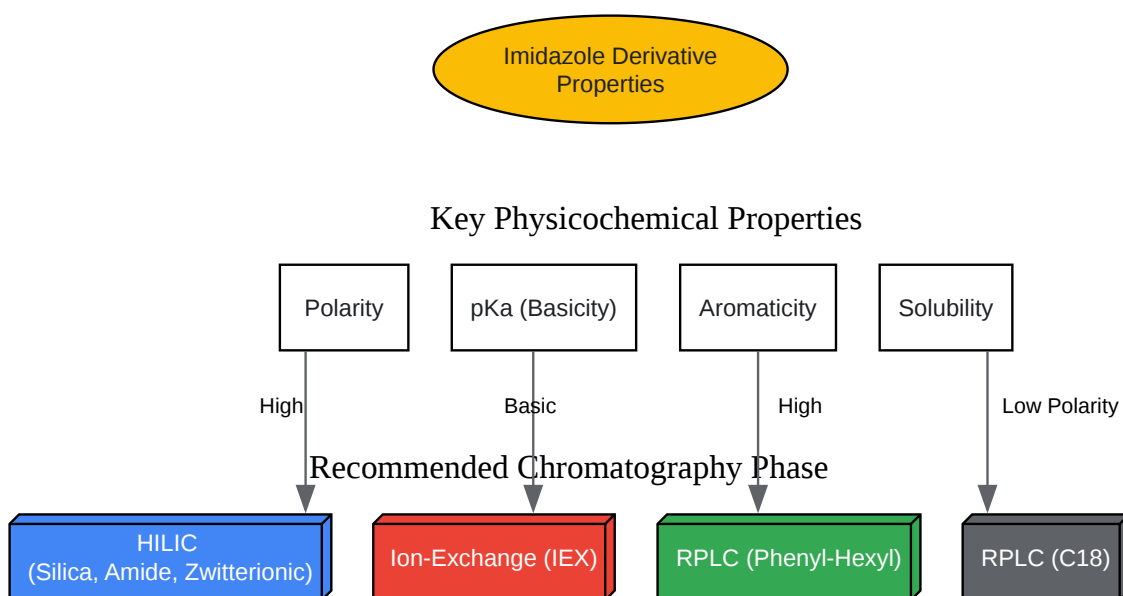 Imidazole Derivative
Properties
Key Physicochemical Properties
Polarity
pKa (Basicity)
Aromaticity
Solubility
High
Basic
High
Low Polarity
Recommended Chromatography Phase
HILIC
(Silica, Amide, Zwitterionic)
Ion-Exchange (IEX)
RPLC (Phenyl-Hexyl)
RPLC (C18)